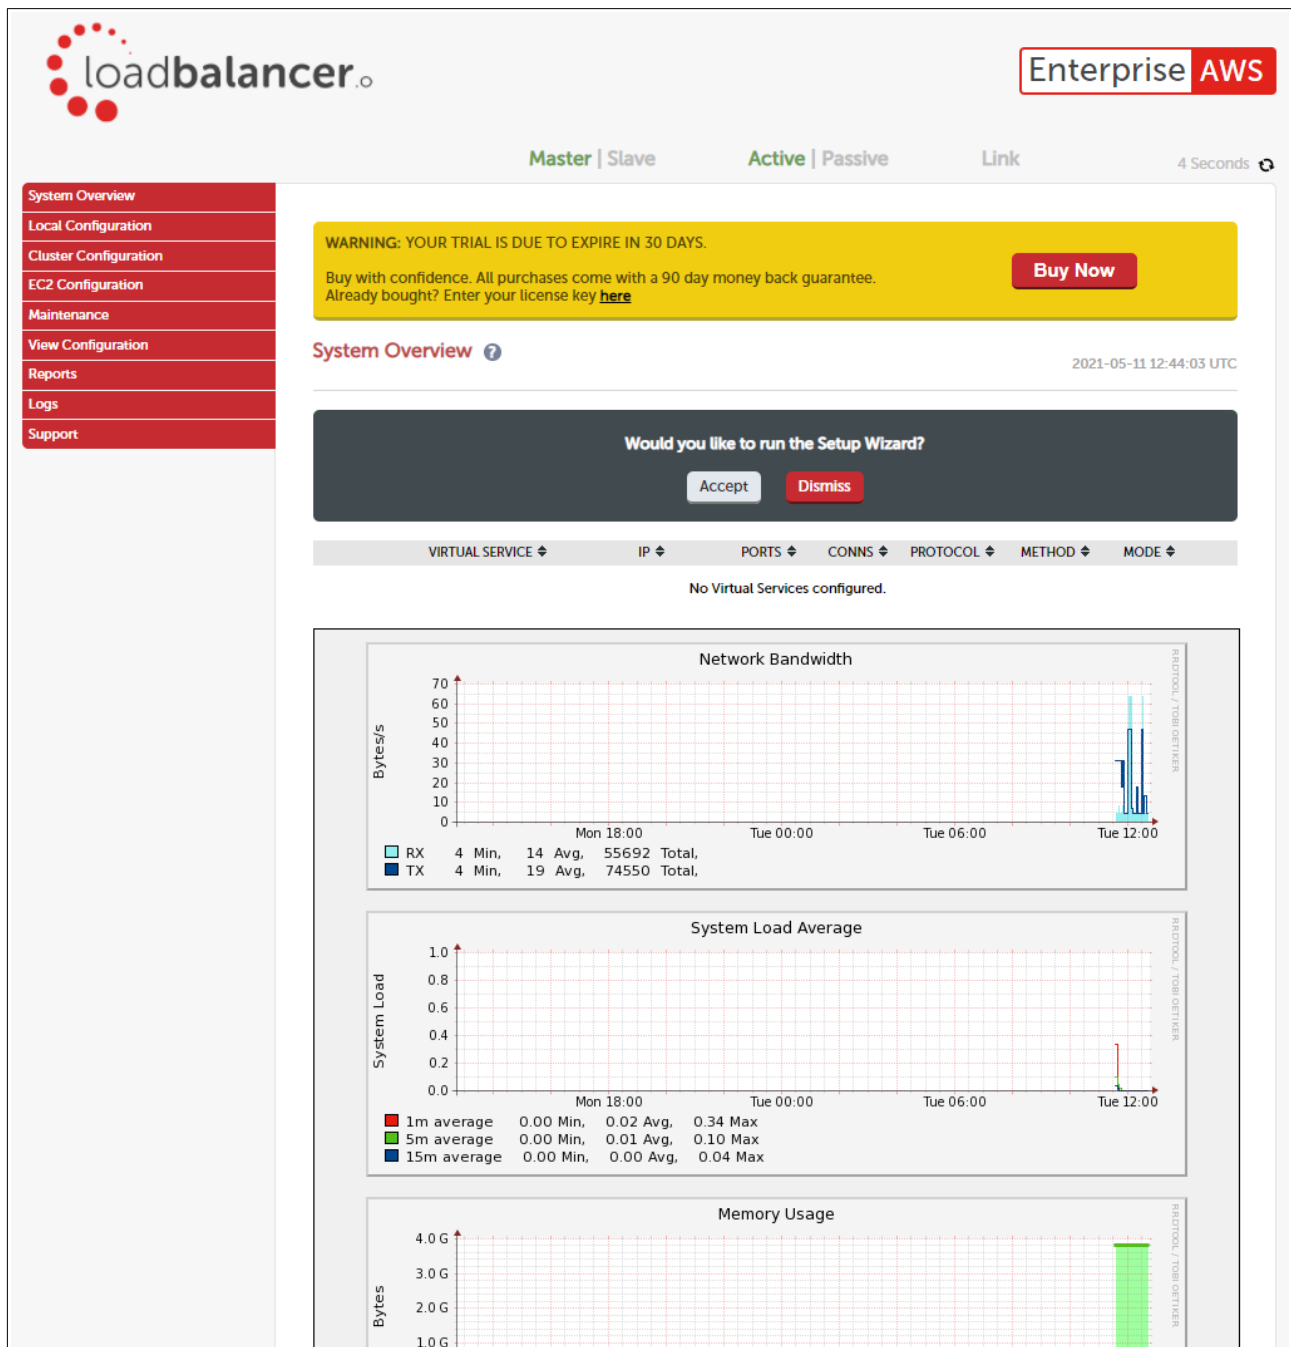 loadbalancer.o
Enterprise AWS
Master | Slave
Active | Passive
Link
4 Seconds
System Overview
Local Configuration
Cluster Configuration
EC2 Configuration
Maintenance
View Configuration
Reports
Logs
Support
WARNING: YOUR TRIAL IS DUE TO EXPIRE IN 30 DAYS.
Buy with confidence. All purchases come with a 90 day money back guarantee.
Already bought? Enter your license key here
Buy Now
System Overview ?
2021-05-11 12:44:03 UTC
Would you like to run the Setup Wizard?
Accept
Dismiss
VIRTUAL SERVICE IP PORTS CONNS PROTOCOL METHOD MODE
No Virtual Services configured.
Network Bandwidth
RRDTOOL / TOBI OETIKER
Bytes/s
70
60
50
40
30
20
10
0
Mon 18:00 Tue 00:00 Tue 06:00 Tue 12:00
RX 4 Min, 14 Avg, 55692 Total,
TX 4 Min, 19 Avg, 74550 Total,
System Load Average
RRDTOOL / TOBI OETIKER
System Load
1.0
0.8
0.6
0.4
0.2
0.0
Mon 18:00 Tue 00:00 Tue 06:00 Tue 12:00
1m average 0.00 Min, 0.02 Avg, 0.34 Max
5m average 0.00 Min, 0.01 Avg, 0.10 Max
15m average 0.00 Min, 0.00 Avg, 0.04 Max
Memory Usage
RRDTOOL / TOBI OETIKER
Bytes
4.0 G
3.0 G
2.0 G
1.0 G